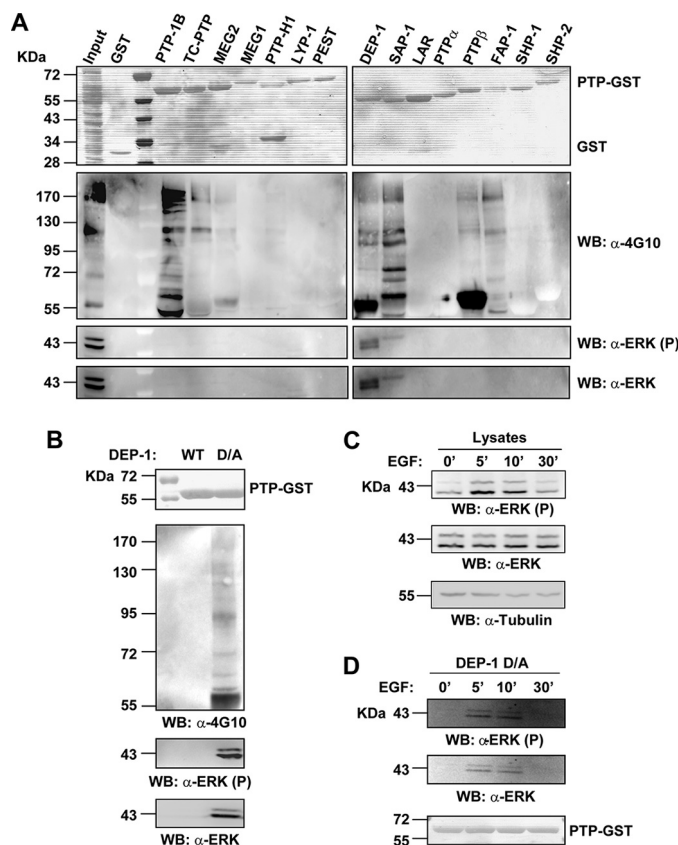 A
Input GST PTP-1B TC-PTP MEG2 MEG1 PTP-H1 LYP-1 PEST DEP-1 SAP-1 LAR PTPα PTPβ FAP-1 SHP-1 SHP-2
KDa
72
55
43
34
28
PTP-GST
GST
170
130
95
72
55
WB: α-4G10
43
WB: α-ERK (P)
43
WB: α-ERK
B
DEP-1: WT D/A
KDa 72
55
PTP-GST
170
130
95
72
55
WB: α-4G10
43
WB: α-ERK (P)
43
WB: α-ERK
C
Lysates
EGF: 0’ 5’ 10’ 30’
KDa 43
WB: α-ERK (P)
43
WB: α-ERK
55
WB: α-Tubulin
D
DEP-1 D/A
EGF: 0’ 5’ 10’ 30’
KDa 43
WB: α-ERK (P)
43
WB: α-ERK
72
55
PTP-GST